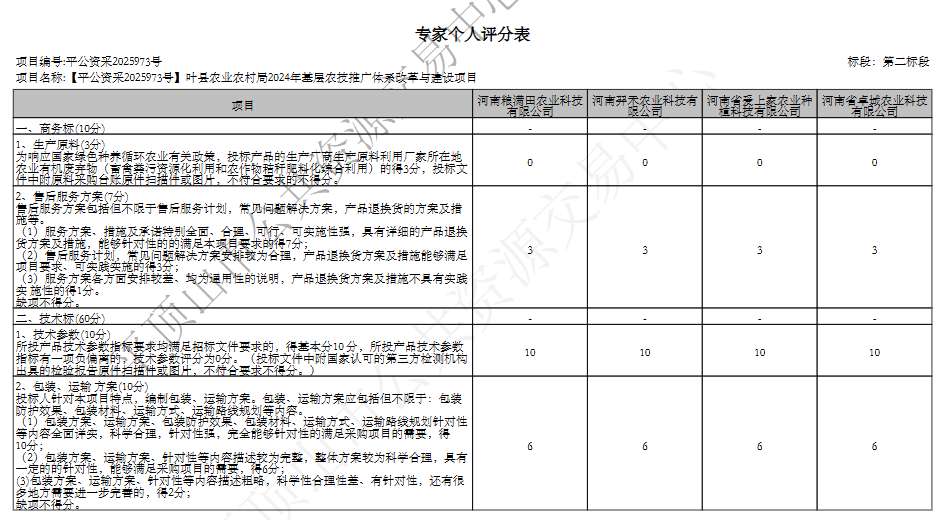 专家个人评分表
项目编号:平公资采2025973号
标段：第二标段
项目名称:【平公资采2025973号】叶县农业农村局2024年基层农技推广体系改革与建设项目
项目
河南粮满田农业科技
有限公司
河南羿禾农业科技有
限公司
河南省爱上家农业种
植科技有限公司
河南省卓城农业科技
有限公司
一、商务标(10分)
-
-
-
-
1、生产原料(3分)
为响应国家绿色种养循环农业有关政策，投标产品的生产厂商生产原料利用厂家所在地
农业有机废弃物（畜禽粪污资源化利用和农作物秸秆肥料化综合利用）的得3分，投标文
件中附原料采购台账原件扫描件或图片，不符合要求的不得分。
0
0
0
0
2、售后服务方案(7分)
售后服务方案包括但不限于售后服务计划，常见问题解决方案，产品退换货的方案及措
施等。
（1）服务方案、措施及承诺特别全面、合理、可行、可实施性强，具有详细的产品退换
货方案及措施，能够针对性的的满足本项目要求的得7分；
（2）售后服务计划，常见问题解决方案安排较为合理，产品退换货方案及措施能够满足
项目要求、可实践实施的得3分；
（3）服务方案各方面安排较差、均为通用性的说明，产品退换货方案及措施不具有实践
实 施性的得1分。
缺项不得分。
3
3
3
3
二、技术标(60分)
-
-
-
-
1、技术参数(10分)
所投产品技术参数指标要求均满足招标文件要求的，得基本分10 分，所投产品技术参数
指标有一项负偏离的，技术参数评分为0分。（投标文件中附国家认可的第三方检测机构
出具的检验报告原件扫描件或图片，不符合要求不得分。）
10
10
10
10
2、包装、运输 方案(10分)
投标人针对本项目特点，编制包装、运输方案。包装、运输方案应包括但不限于：包装
防护效果、包装材料、运输方式、运输路线规划等内容。
（1）包装方案、运输方案、包装防护效果、包装材料、运输方式、运输路线规划针对性
等内容全面详实，科学合理，针对性强，完全能够针对性的满足采购项目的需要，得
10分；
（2）包装方案、运输方案、针对性等内容描述较为完整，整体方案较为科学合理，具有
一定的的针对性，能够满足采购项目的需要，得6分；
(3)包装方案、运输方案、针对性等内容描述粗略，科学性合理性差、有针对性，还有很
多地方需要进一步完善的，得2分；
缺项不得分。
6
6
6
6
平顶山市公共资源交易中心
平顶山市公共资源交易中心